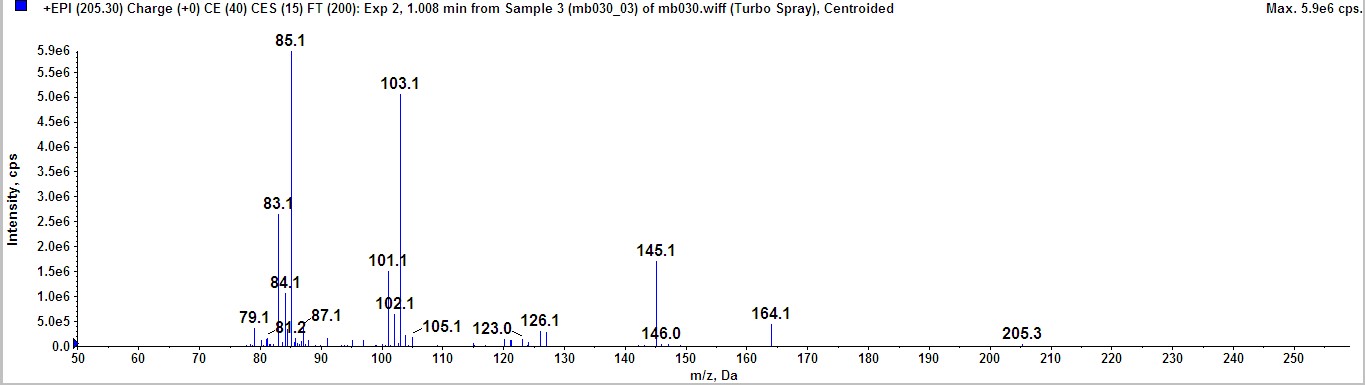 +EPI (205.30) Charge (+0) CE (40) CES (15) FT (200): Exp 2, 1.008 min from Sample 3 (mb030_03) of mb030.wiff (Turbo Spray), Centroided Max. 5.9e6 cps.
85.1
5.9e6
5.5e6
103.1
5.0e6
4.5e6
4.0e6
3.5e6
3.0e6
83.1
2.5e6
2.0e6
145.1
1.5e6
101.1
84.1
1.0e6
102.1
79.1 81.2 87.1 105.1 123.0 126.1 146.0 164.1 205.3
5.0e5
0.0
50 60 70 80 90 100 110 120 130 140 150 160 170 180 190 200 210 220 230 240 250
m/z, Da
Intensity, cps